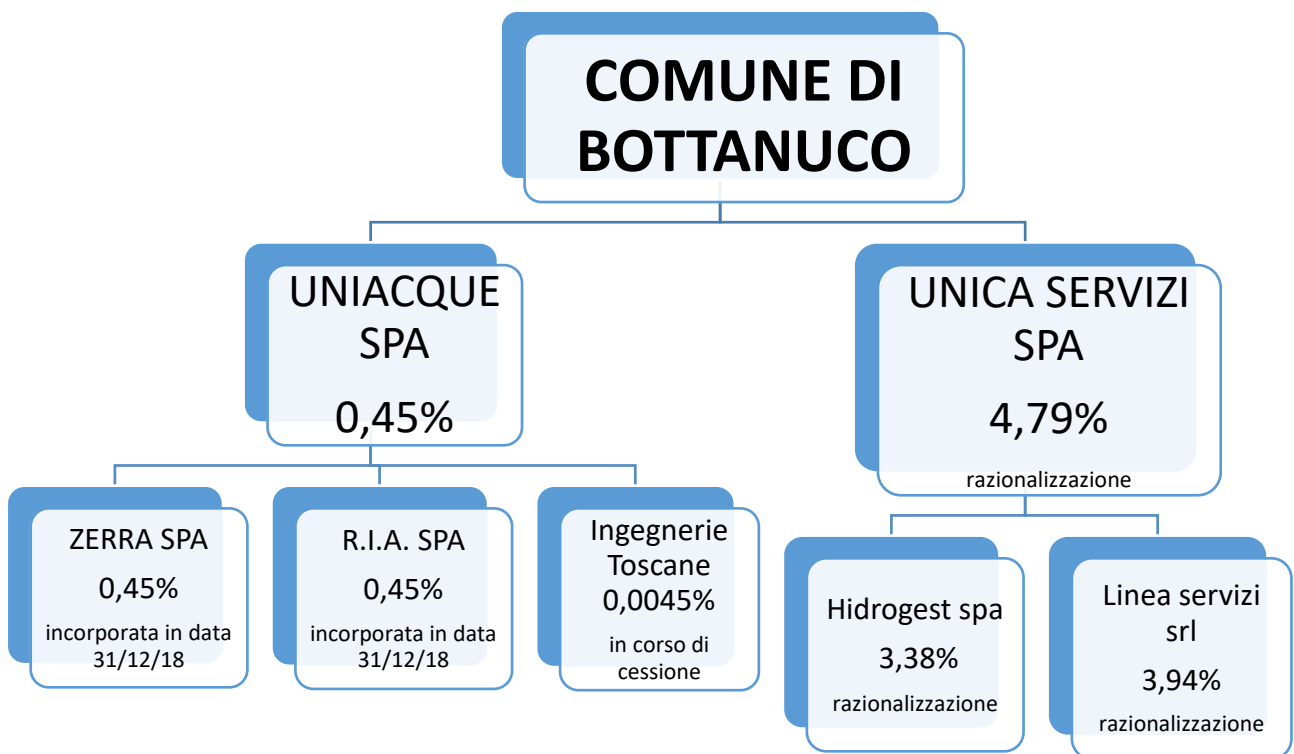 COMUNE DI
BOTTANUCO
UNIACQUE
SPA
0,45%
UNICA SERVIZI
SPA
4,79%
razionalizzazione
ZERRA SPA
0,45%
incorporata in data
31/12/18
R.I.A. SPA
0,45%
incorporata in data
31/12/18
Ingegnerie
Toscane
0,0045%
in corso di
cessione
Hidrogest spa
3,38%
razionalizzazione
Linea servizi
srl
3,94%
razionalizzazione